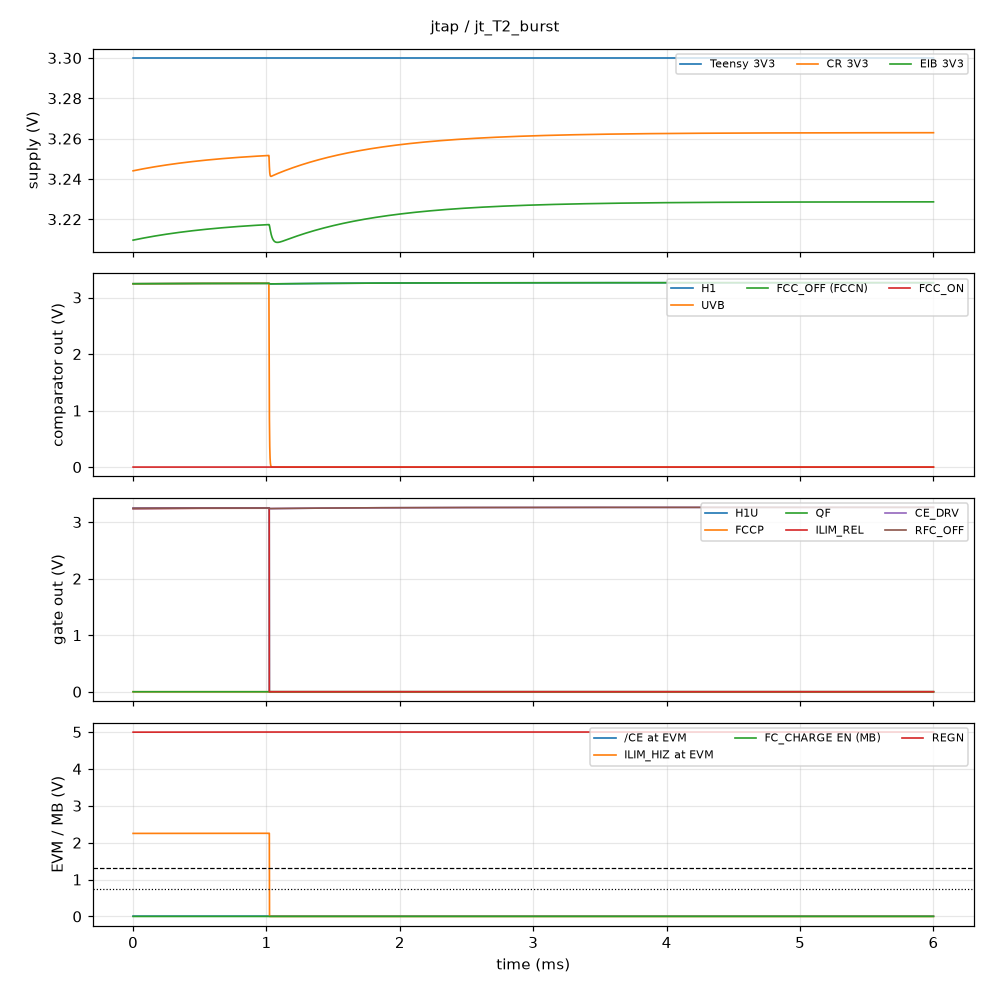 jtap / jt_T2_burst
supply (V)
3.30
3.28
3.26
3.24
3.22
Teensy 3V3 CR 3V3 EIB 3V3
comparator out (V)
3
2
1
0
H1 FCC_OFF (FCCN) FCC_ON
UVB
gate out (V)
3
2
1
0
H1U QF CE_DRV
FCCP ILIM_REL RFC_OFF
EVM / MB (V)
5
4
3
2
1
0
/CE at EVM FC_CHARGE EN (MB) REGN
ILIM_HIZ at EVM
0 1 2 3 4 5 6
time (ms)